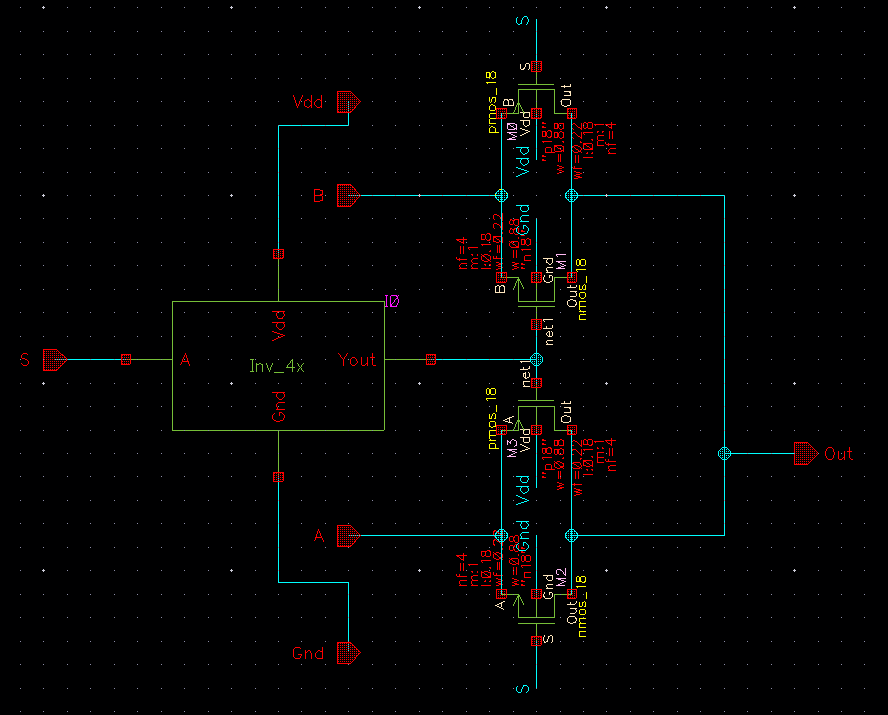 S
S
pmos_18
B
Out
Vdd
M0
Vdd
Vdd
"p18"
w=0.88
wf=0.22
l:0.18
m:1
nf=4
B
nf=4
m:1
l:0.18
wf=0.22
w=0.88
"n18"
Gnd
Gnd
M1
B
Out
nmos_18
I0
net1
Vdd
S
A
Inv_4x
Yout
Gnd
net1
pmos_18
A
Out
M3
Vdd
Vdd
"p18"
w=0.88
wf=0.22
l:0.18
m:1
nf=4
Out
A
nf=4
m:1
l:0.18
w=0.88
"n18"
Gnd
Gnd
M2
A
Out
nmos_18
S
Gnd
S